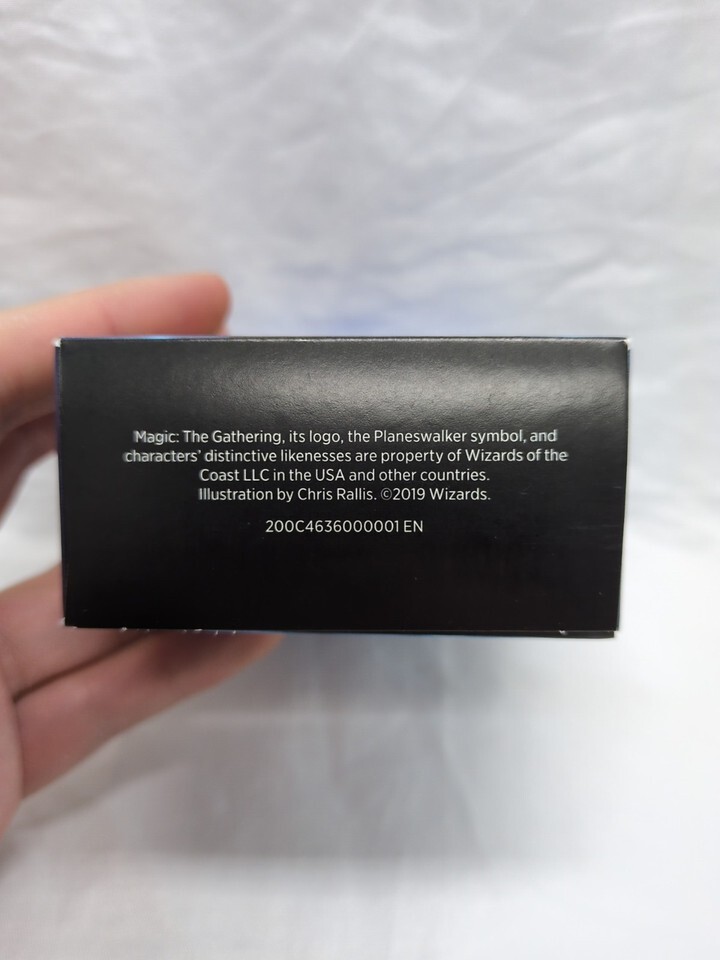 Magic: The Gathering, its logo, the Planeswalker symbol, and
characters' distinctive likenesses are property of Wizards of the
Coast LLC in the USA and other countries.
Illustration by Chris Rallis. ©2019 Wizards.
200C4636000001 EN